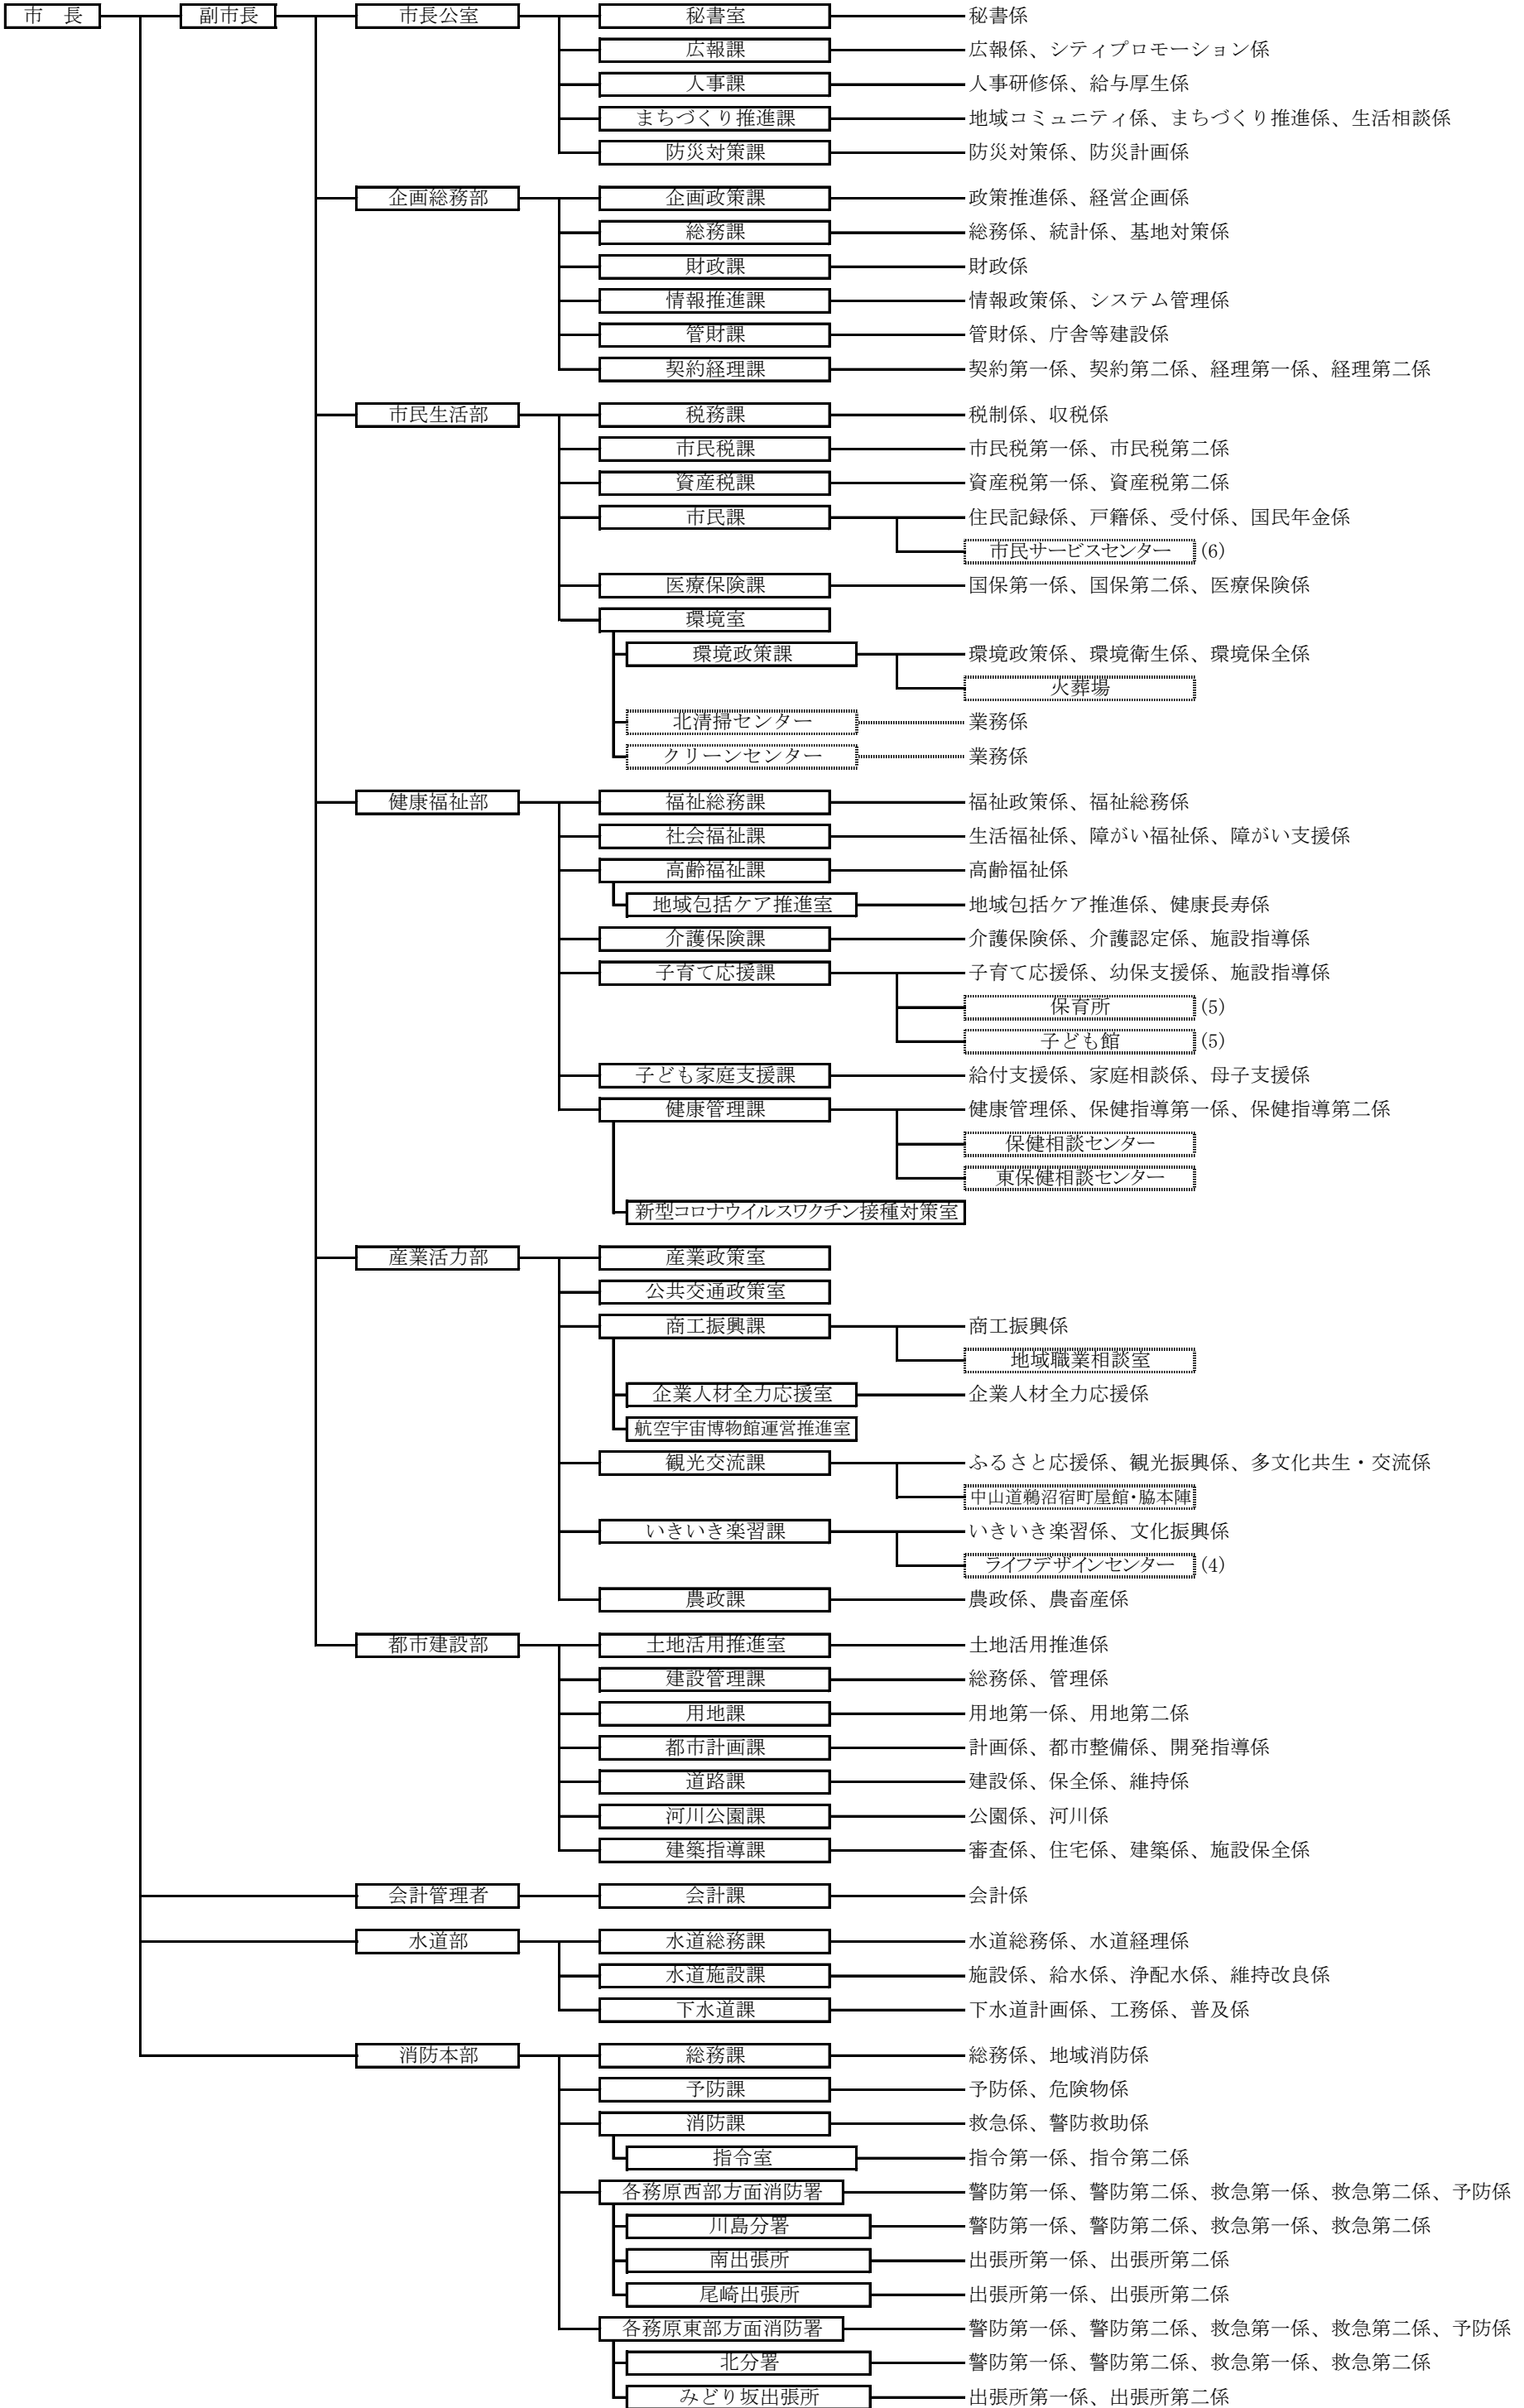 市　長 副市長 市長公室 秘書室 秘書係
広報課 広報係、シティプロモーション係
人事課 人事研修係、給与厚生係
まちづくり推進課 地域コミュニティ係、まちづくり推進係、生活相談係
防災対策課 防災対策係、防災計画係
企画総務部 企画政策課 政策推進係、経営企画係
総務課 総務係、統計係、基地対策係
財政課 財政係
情報推進課 情報政策係、システム管理係
管財課 管財係、庁舎等建設係
契約経理課 契約第一係、契約第二係、経理第一係、経理第二係
市民生活部 税務課 税制係、収税係
市民税課 市民税第一係、市民税第二係
資産税課 資産税第一係、資産税第二係
市民課 住民記録係、戸籍係、受付係、国民年金係
市民サービスセンター (6)
医療保険課 国保第一係、国保第二係、医療保険係
環境室
環境政策課 環境政策係、環境衛生係、環境保全係
火葬場
北清掃センター 業務係
クリーンセンター 業務係
健康福祉部 福祉総務課 福祉政策係、福祉総務係
社会福祉課 生活福祉係、障がい福祉係、障がい支援係
高齢福祉課 高齢福祉係
地域包括ケア推進室 地域包括ケア推進係、健康長寿係
介護保険課 介護保険係、介護認定係、施設指導係
子育て応援課 子育て応援係、幼保支援係、施設指導係
保育所 (5)
子ども館 (5)
子ども家庭支援課 給付支援係、家庭相談係、母子支援係
健康管理課 健康管理係、保健指導第一係、保健指導第二係
保健相談センター
東保健相談センター
新型コロナウイルスワクチン接種対策室
産業活力部 産業政策室
公共交通政策室
商工振興課 商工振興係
地域職業相談室
企業人材全力応援室 企業人材全力応援係
航空宇宙博物館運営推進室
観光交流課 ふるさと応援係、観光振興係、多文化共生・交流係
中山道鵜沼宿町屋館・脇本陣
いきいき楽習課 いきいき楽習係、文化振興係
ライフデザインセンター (4)
農政課 農政係、農畜産係
都市建設部 土地活用推進室 土地活用推進係
建設管理課 総務係、管理係
用地課 用地第一係、用地第二係
都市計画課 計画係、都市整備係、開発指導係
道路課 建設係、保全係、維持係
河川公園課 公園係、河川係
建築指導課 審査係、住宅係、建築係、施設保全係
会計管理者 会計課 会計係
水道部 水道総務課 水道総務係、水道経理係
水道施設課 施設係、給水係、浄配水係、維持改良係
下水道課 下水道計画係、工務係、普及係
消防本部 総務課 総務係、地域消防係
予防課 予防係、危険物係
消防課 救急係、警防救助係
指令室 指令第一係、指令第二係
各務原西部方面消防署 警防第一係、警防第二係、救急第一係、救急第二係、予防係
川島分署 警防第一係、警防第二係、救急第一係、救急第二係
南出張所 出張所第一係、出張所第二係
尾崎出張所 出張所第一係、出張所第二係
各務原東部方面消防署 警防第一係、警防第二係、救急第一係、救急第二係、予防係
北分署 警防第一係、警防第二係、救急第一係、救急第二係
みどり坂出張所 出張所第一係、出張所第二係